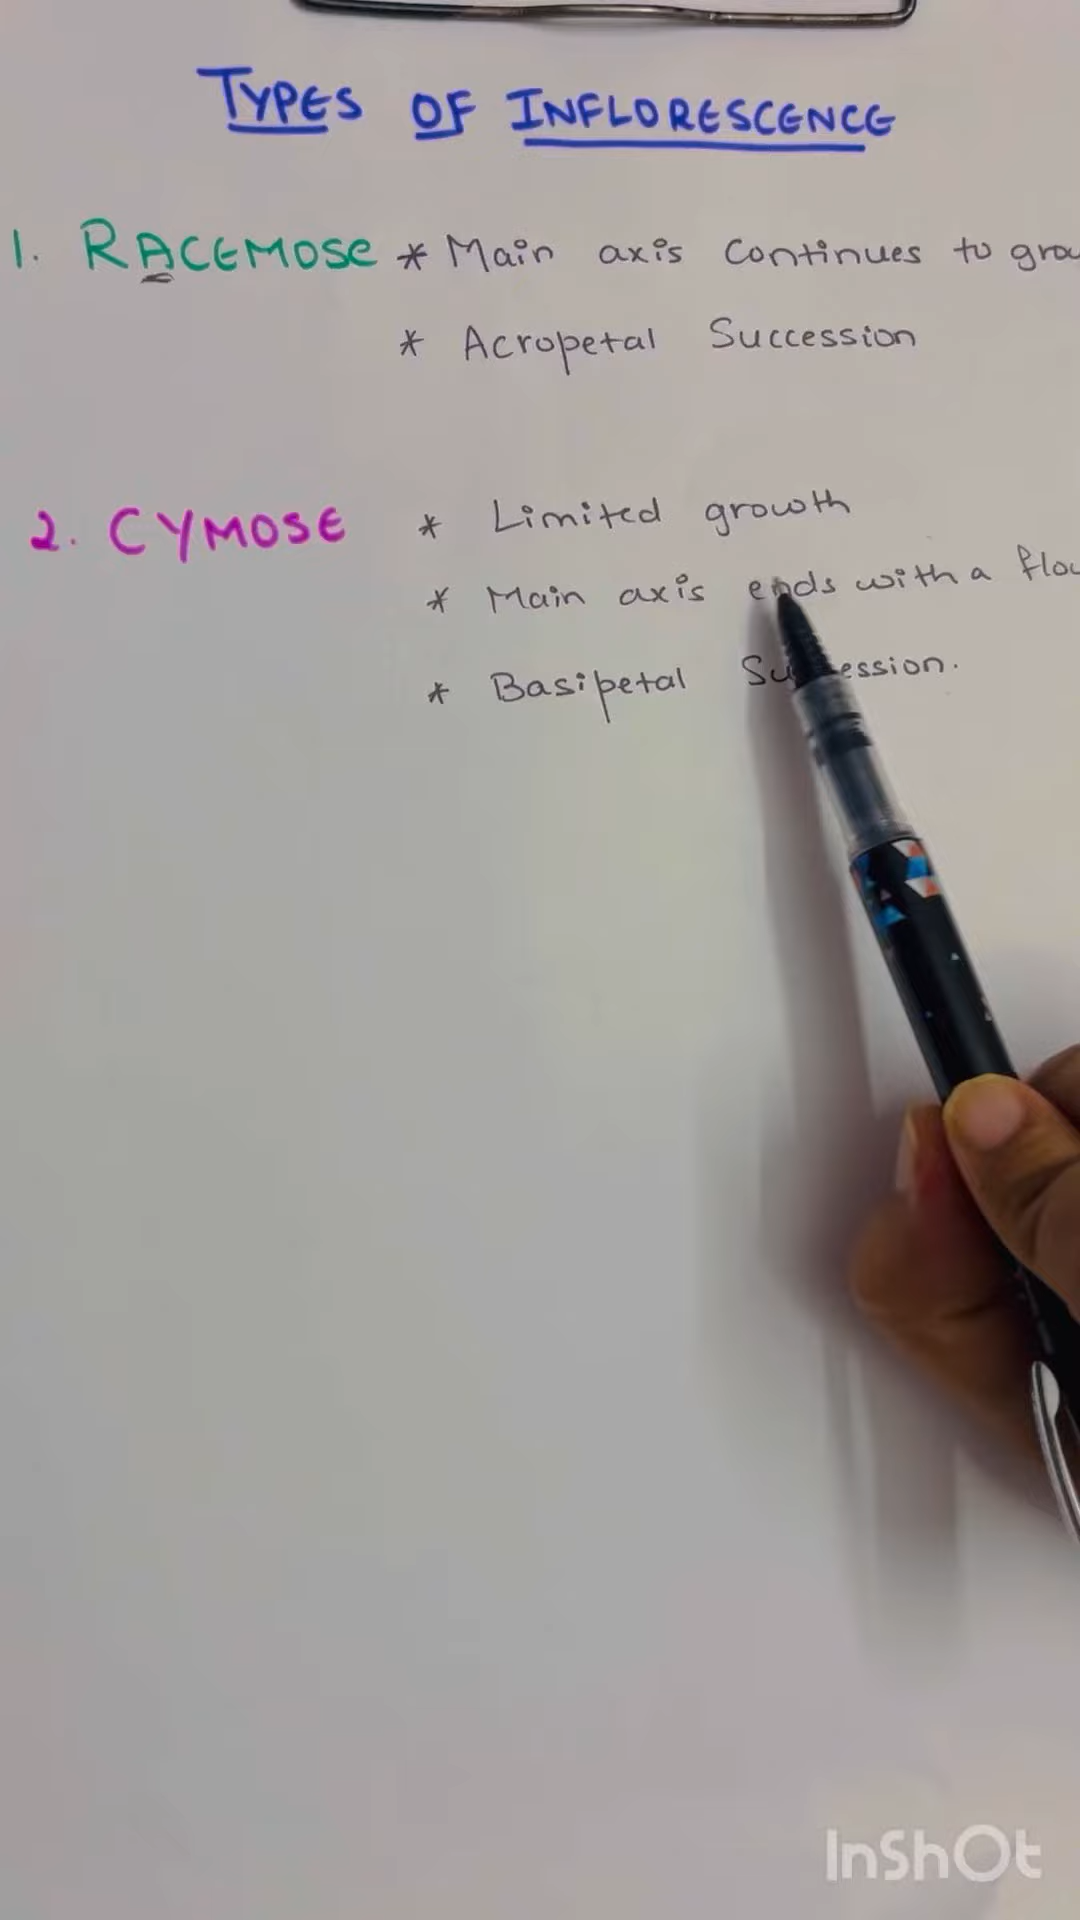 TYPES OF INFLORESCENCE
1. RACEMOSE * Main axis continues to
* Acropetal Succession
2. CYMOSE * Limited growth
* Main axis ends with a
* Basipetal
InShOt